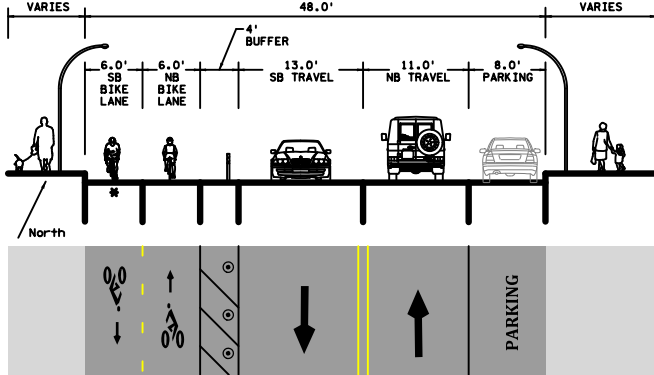 VARIES
48.0'
VARIES
4'
BUFFER
6.0'
SB
BIKE
LANE
6.0'
NB
BIKE
LANE
13.0'
SB TRAVEL
11.0'
NB TRAVEL
8.0'
PARKING
*
North
PARKING